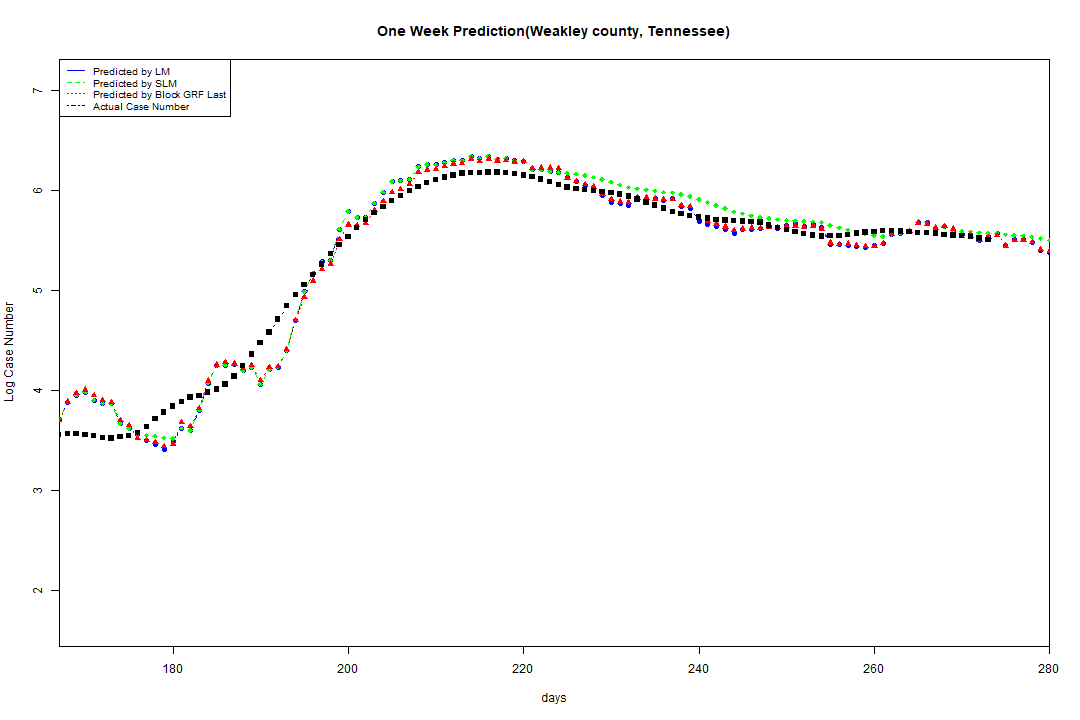 One Week Prediction(Weakley county, Tennessee)
Predicted by LM
Predicted by SLM
Predicted by Block GRF Last
Actual Case Number
7
6
5
4
3
2
Log Case Number
180 200 220 240 260 280
days